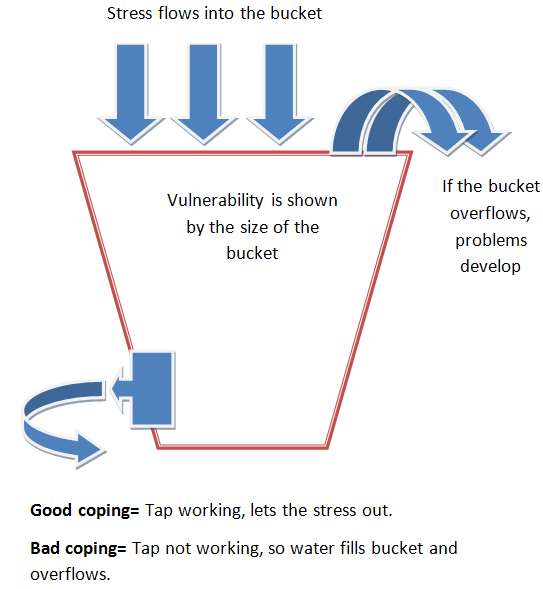 Stress flows into the bucket
Vulnerability is shown
by the size of the
bucket
If the bucket
overflows,
problems
develop
Good coping= Tap working, lets the stress out.
Bad coping= Tap not working, so water fills bucket and
overflows.